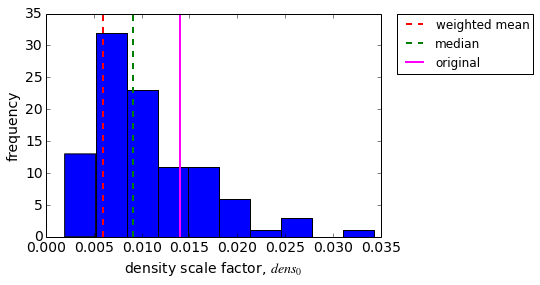 35
30
25
20
15
10
5
0
frequency
0.000 0.005 0.010 0.015 0.020 0.025 0.030 0.035
density scale factor, dens₀
weighted mean
median
original